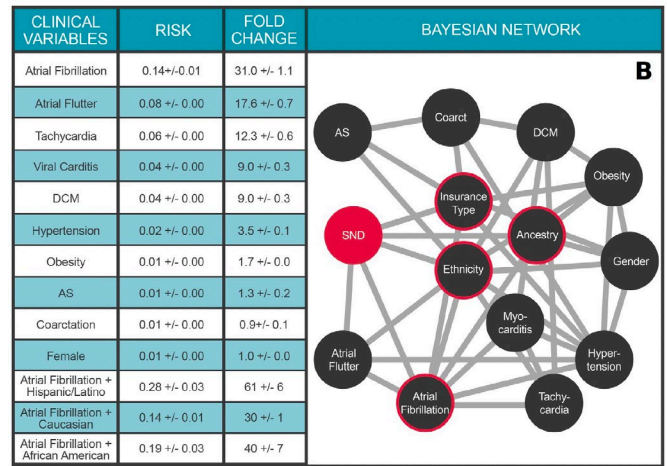 CLINICAL
VARIABLES
RISK
FOLD
CHANGE
BAYESIAN NETWORK
Atrial Fibrillation 0.14+/-0.01 31.0 +/- 1.1
Atrial Flutter 0.08 +/- 0.00 17.6 +/- 0.7
Tachycardia 0.06 +/- 0.00 12.3 +/- 0.6
Viral Carditis 0.04 +/- 0.00 9.0 +/- 0.3
DCM 0.04 +/- 0.00 9.0 +/- 0.3
Hypertension 0.02 +/- 0.00 3.5 +/- 0.1
Obesity 0.01 +/- 0.00 1.7 +/- 0.0
AS 0.01 +/- 0.00 1.3 +/- 0.2
Coarctation 0.01 +/- 0.00 0.9+/- 0.1
Female 0.01 +/- 0.00 1.0 +/- 0.0
Atrial Fibrillation +
Hispanic/Latino
0.28 +/- 0.03 61 +/- 6
Atrial Fibrillation +
Caucasian
0.14 +/- 0.01 30 +/- 1
Atrial Fibrillation +
African American
0.19 +/- 0.03 40 +/- 7
B
Coarct
AS
DCM
Obesity
Insurance
Type
SND
Ancestry
Ethnicity
Gender
Myo-
carditis
Atrial
Flutter
Hyper-
tension
Atrial
Fibrillation
Tachy-
cardia